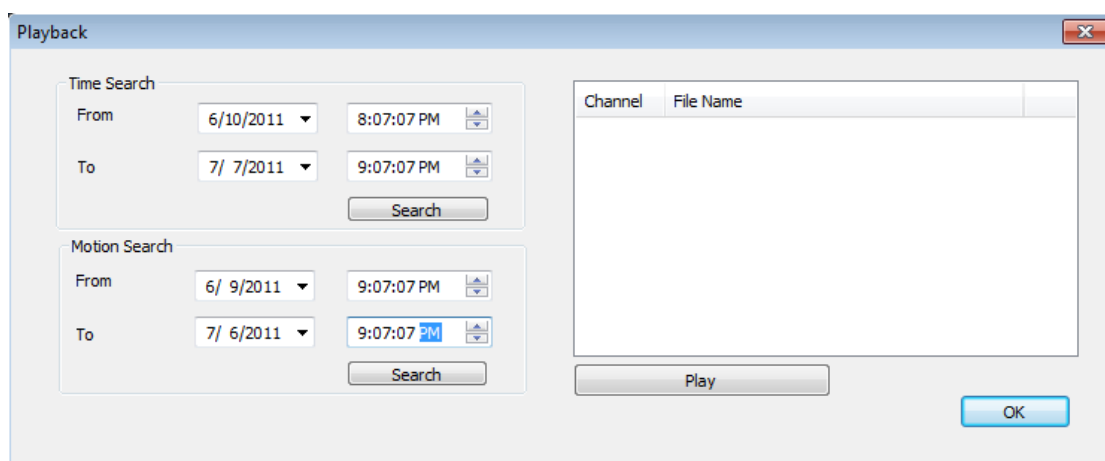 Playback
Time Search
From 6/10/2011 8:07:07 PM
To 7/ 7/2011 9:07:07 PM
Search
Motion Search
From 6/ 9/2011 9:07:07 PM
To 7/ 6/2011 9:07:07 PM
Search
Channel File Name
Play
OK